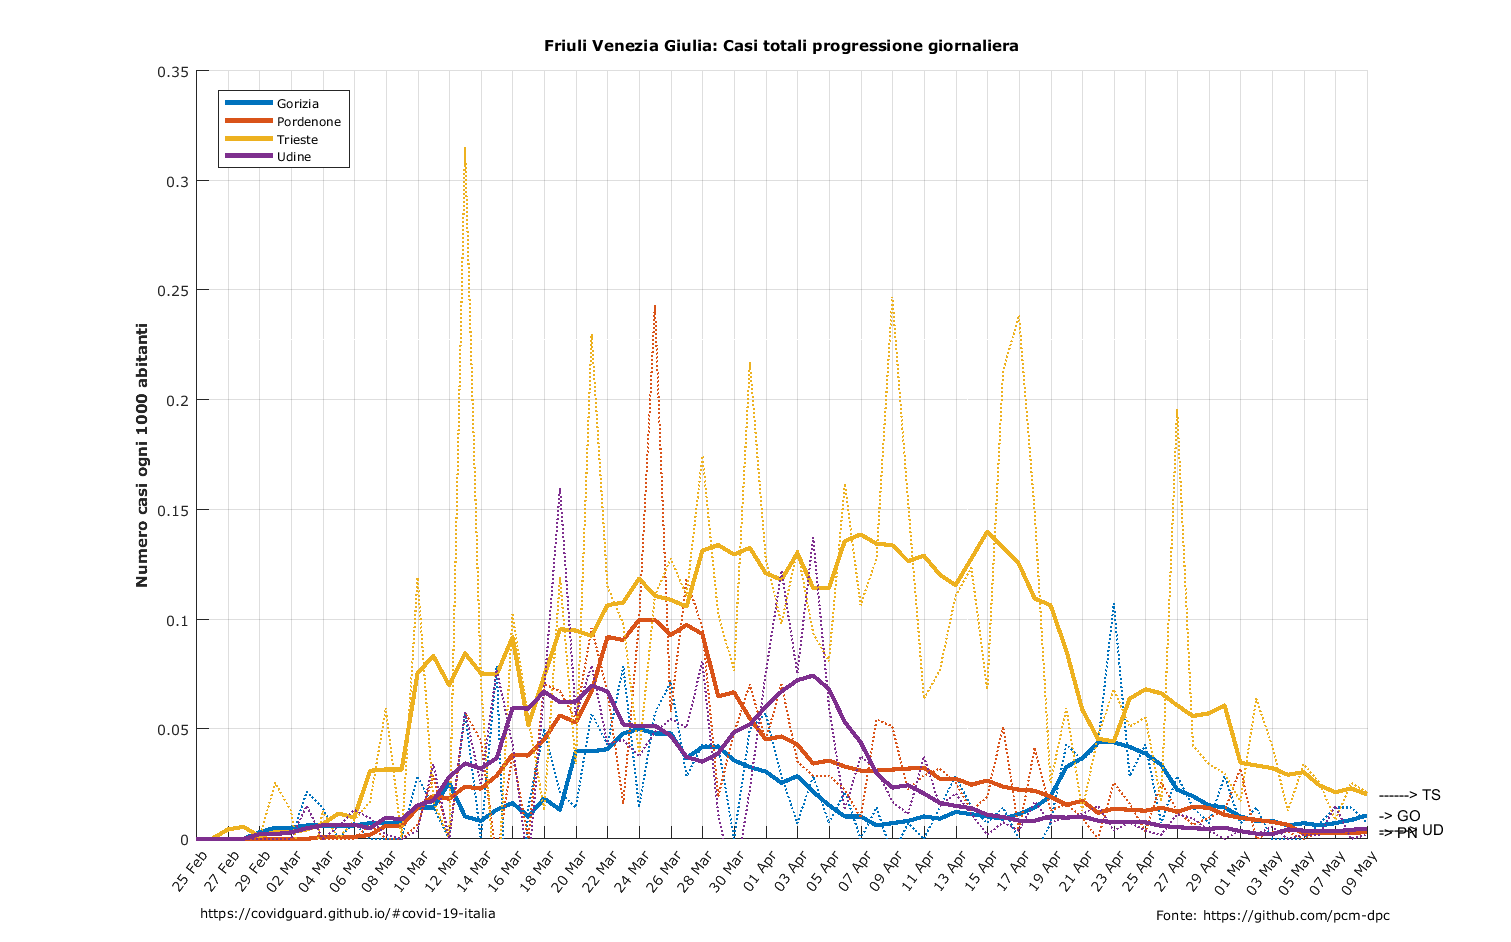 Friuli Venezia Giulia: Casi totali progressione giornaliera
Numero casi ogni 1000 abitanti
0.35
0.3
0.25
0.2
0.15
0.1
0.05
0
Gorizia
Pordenone
Trieste
Udine
------> TS
-> GO
-----> UD
--> PN
25 Feb
27 Feb
29 Feb
02 Mar
04 Mar
06 Mar
08 Mar
10 Mar
12 Mar
14 Mar
16 Mar
18 Mar
20 Mar
22 Mar
24 Mar
26 Mar
28 Mar
30 Mar
01 Apr
03 Apr
05 Apr
07 Apr
09 Apr
11 Apr
13 Apr
15 Apr
17 Apr
19 Apr
21 Apr
23 Apr
25 Apr
27 Apr
29 Apr
01 May
03 May
05 May
07 May
09 May
https://covidguard.github.io/#covid-19-italia
Fonte: https://github.com/pcm-dpc